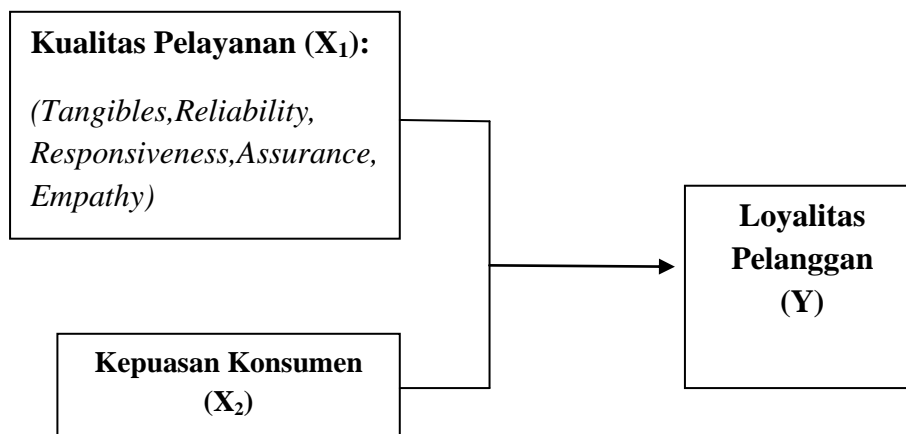 Kualitas Pelayanan (X₁):
(Tangibles,Reliability,
Responsiveness,Assurance,
Empathy)
Loyalitas
Pelanggan
(Y)
Kepuasan Konsumen
(X₂)